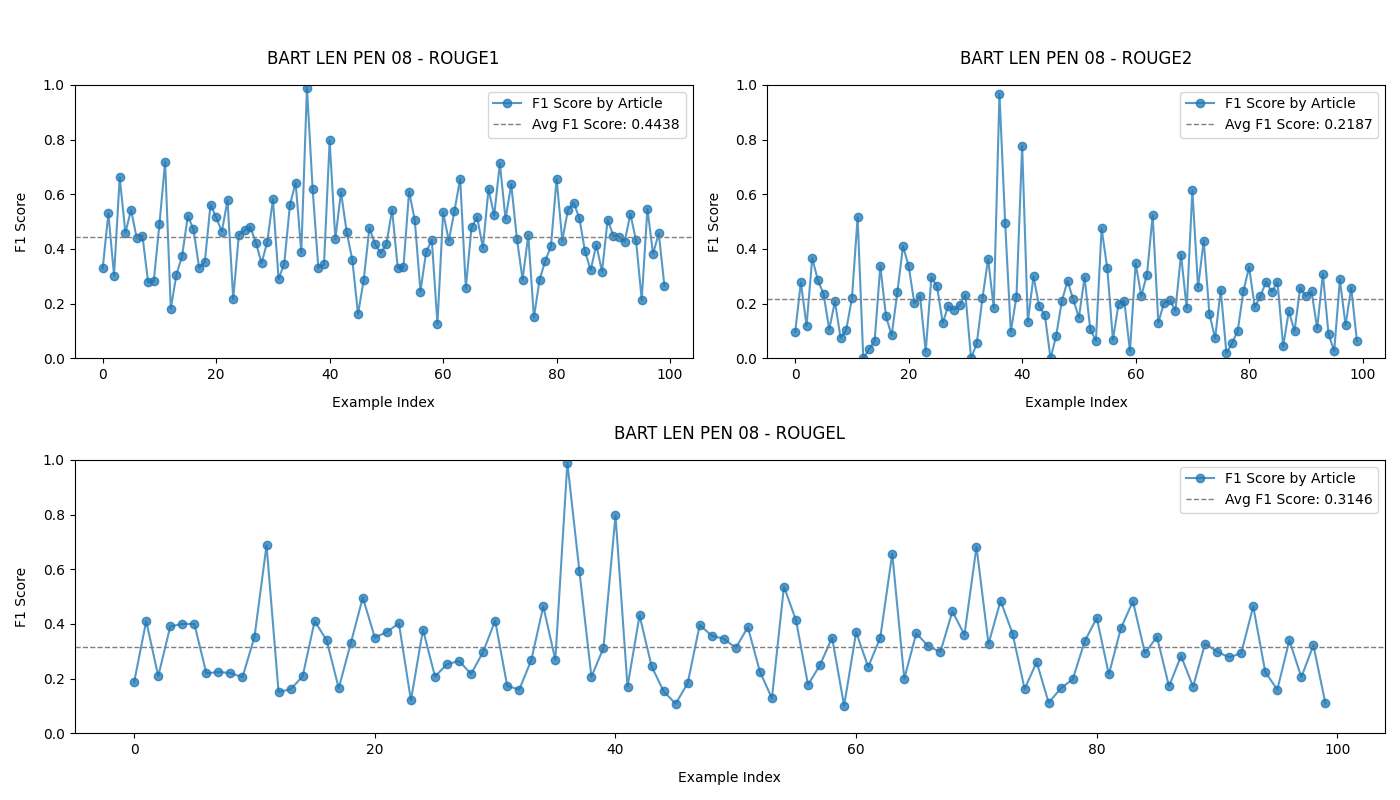 BART LEN PEN 08 - ROUGE1
F1 Score by Article
Avg F1 Score: 0.4438
1.0
0.8
0.6
0.4
0.2
0.0
F1 Score
0 20 40 60 80 100
Example Index
BART LEN PEN 08 - ROUGE2
F1 Score by Article
Avg F1 Score: 0.2187
1.0
0.8
0.6
0.4
0.2
0.0
F1 Score
0 20 40 60 80 100
Example Index
BART LEN PEN 08 - ROUGEL
F1 Score by Article
Avg F1 Score: 0.3146
1.0
0.8
0.6
0.4
0.2
0.0
F1 Score
0 20 40 60 80 100
Example Index